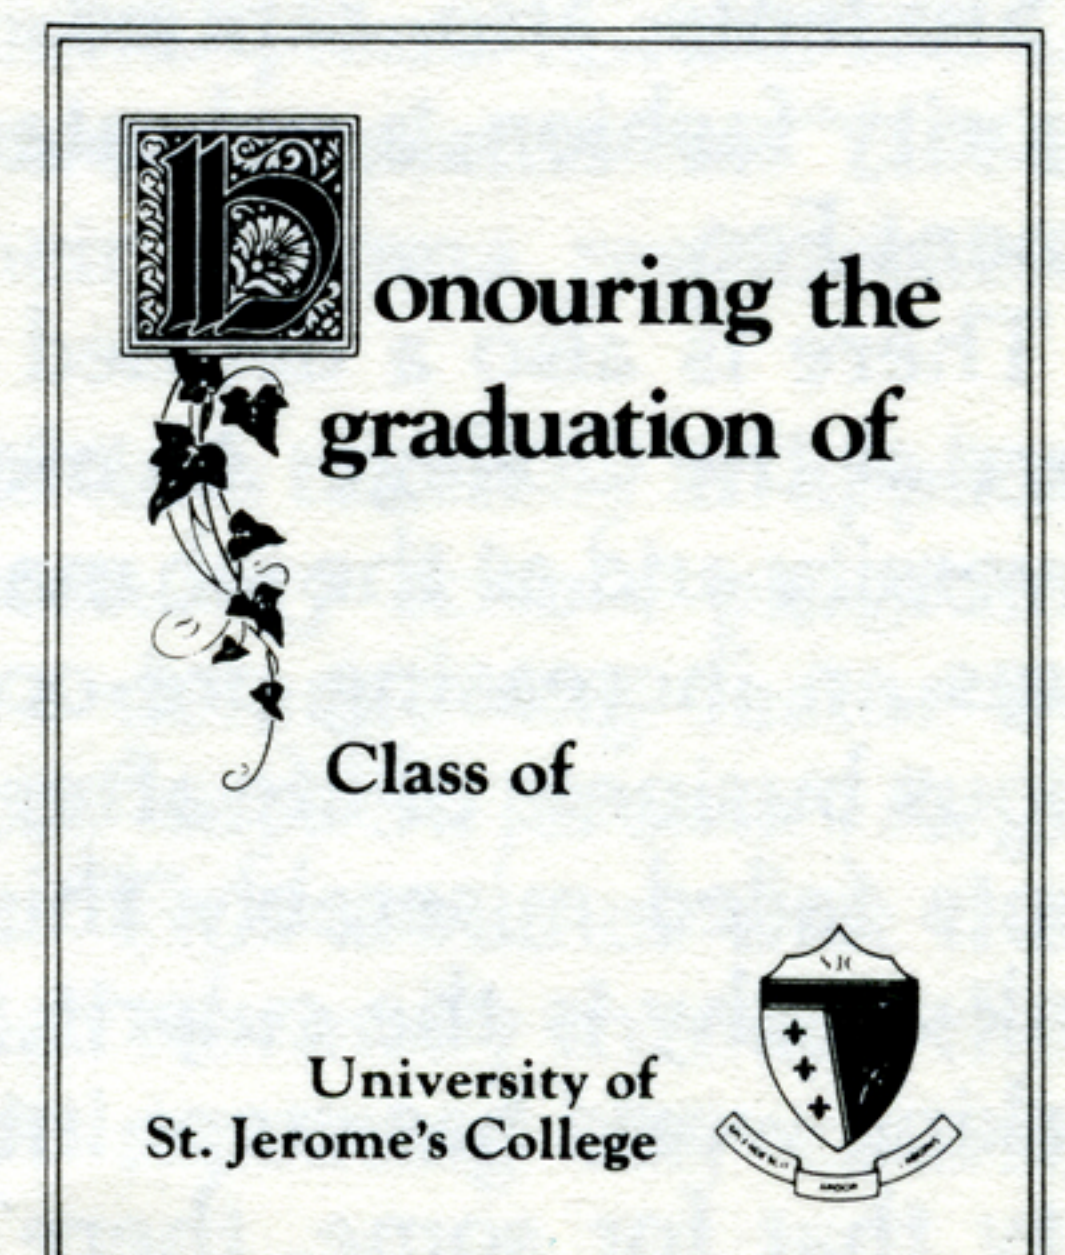 Honouring the
graduation of
Class of
University of
St. Jerome's College